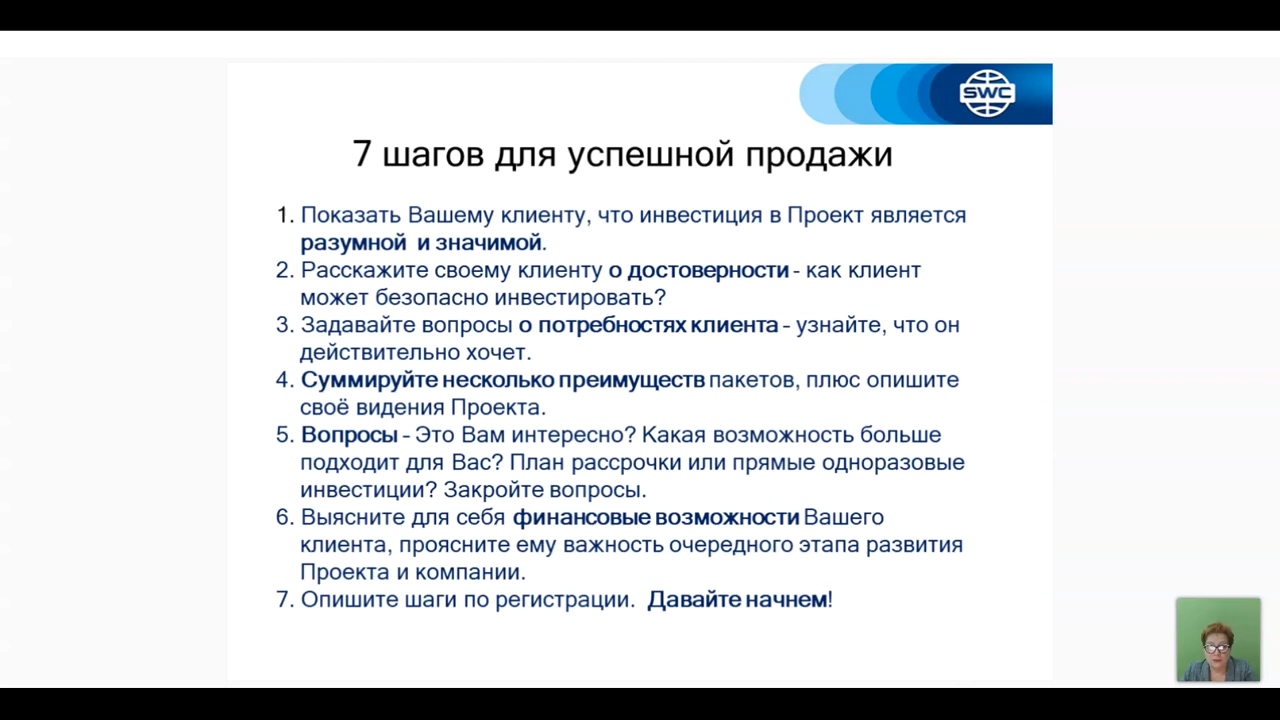 SWC
7 шагов для успешной продажи
1. Показать Вашему клиенту, что инвестиция в Проект является
разумной и значимой.
2. Расскажите своему клиенту о достоверности - как клиент
может безопасно инвестировать?
3. Задавайте вопросы о потребностях клиента - узнайте, что он
действительно хочет.
4. Суммируйте несколько преимуществ пакетов, плюс опишите
своё видения Проекта.
5. Вопросы - Это Вам интересно? Какая возможность больше
подходит для Вас? План рассрочки или прямые одноразовые
инвестиции? Закройте вопросы.
6. Выясните для себя финансовые возможности Вашего
клиента, проясните ему важность очередного этапа развития
Проекта и компании.
7. Опишите шаги по регистрации. Давайте начнем!